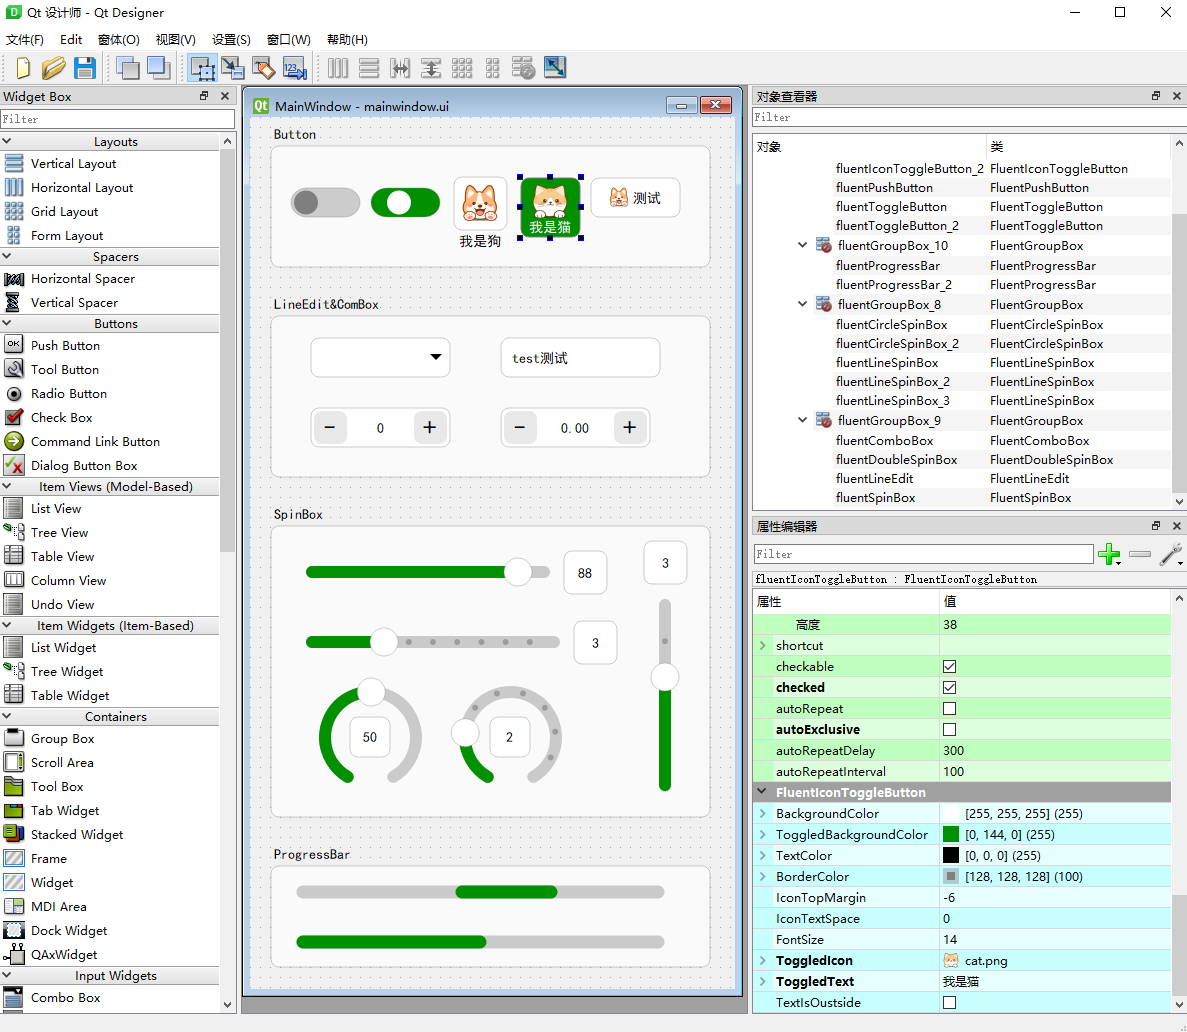 Qt 设计师 - Qt Designer
文件(F) Edit 窗体(O) 视图(V) 设置(S) 窗口(W) 帮助(H)
Widget Box
Filter
Layouts
Vertical Layout
Horizontal Layout
Grid Layout
Form Layout
Spacers
Horizontal Spacer
Vertical Spacer
Buttons
Push Button
Tool Button
Radio Button
Check Box
Command Link Button
Dialog Button Box
Item Views (Model-Based)
List View
Tree View
Table View
Column View
Undo View
Item Widgets (Item-Based)
List Widget
Tree Widget
Table Widget
Containers
Group Box
Scroll Area
Tool Box
Tab Widget
Stacked Widget
Frame
Widget
MDI Area
Dock Widget
QAxWidget
Input Widgets
Combo Box
MainWindow - mainwindow.ui
Button
我是狗
我是猫
测试
LineEdit&ComBox
test测试
− 0 +
− 0.00 +
SpinBox
88
3
3
50
2
ProgressBar
对象查看器
Filter
对象 类
fluentIconToggleButton_2 FluentIconToggleButton
fluentPushButton FluentPushButton
fluentToggleButton FluentToggleButton
fluentToggleButton_2 FluentToggleButton
fluentGroupBox_10 FluentGroupBox
fluentProgressBar FluentProgressBar
fluentProgressBar_2 FluentProgressBar
fluentGroupBox_8 FluentGroupBox
fluentCircleSpinBox FluentCircleSpinBox
fluentCircleSpinBox_2 FluentCircleSpinBox
fluentLineSpinBox FluentLineSpinBox
fluentLineSpinBox_2 FluentLineSpinBox
fluentLineSpinBox_3 FluentLineSpinBox
fluentGroupBox_9 FluentGroupBox
fluentComboBox FluentComboBox
fluentDoubleSpinBox FluentDoubleSpinBox
fluentLineEdit FluentLineEdit
fluentSpinBox FluentSpinBox
属性编辑器
Filter
fluentIconToggleButton : FluentIconToggleButton
属性 值
高度 38
shortcut
checkable
checked
autoRepeat
autoExclusive
autoRepeatDelay 300
autoRepeatInterval 100
FluentIconToggleButton
BackgroundColor [255, 255, 255] (255)
ToggledBackgroundColor [0, 144, 0] (255)
TextColor [0, 0, 0] (255)
BorderColor [128, 128, 128] (100)
IconTopMargin -6
IconTextSpace 0
FontSize 14
ToggledIcon cat.png
ToggledText 我是猫
TextIsOustside